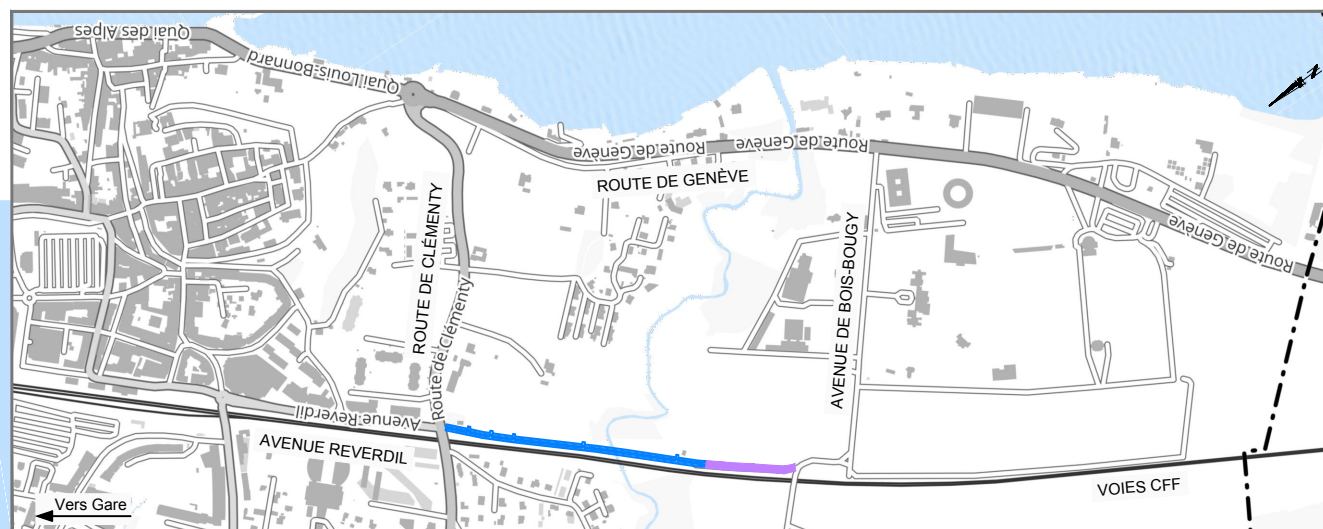 Quai des Alpes
Quai Louis-Bonnard
N
Route de Genève
Route de Genève
Route de Genève
ROUTE DE GENÈVE
ROUTE DE CLÉMENTY
AVENUE DE BOIS-BOUGY
Route de Genève
Route de Clémenty
Avenue Reverdil
AVENUE REVERDIL
VOIES CFF
Vers Gare